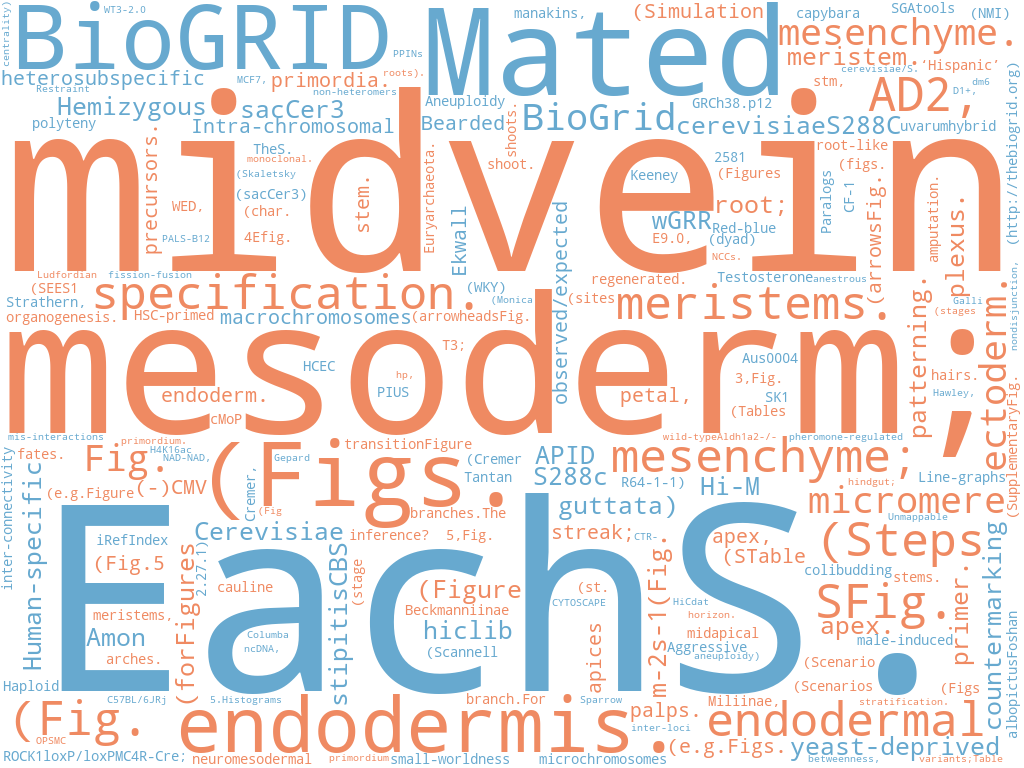 centrality)
WT3-2.0
BioGRID
Mated
manakins,
(Simulation
capybara
SGAtools
(NMI)
mesenchyme.
PPINs
heterosubspecific
MCF7,
primordia.
roots).
meristem.
cerevisiae/S.
'Hispanic'
Restraint
non-heteromers
stm,
AD2,
D1+,
dm6
Hemizygous
sacCer3
Aneuploidy
GRCh38.p12
polyteny
Intra-chromosomal
Bearded
shoots.
BioGrid
cerevisiaeS288C
uvarumhybrid
(http://thebiogrid.org)
midvein
precursors.
TheS.
monoclonal.
stem.
Euryarchaeota.
shoot.
2581
root-like
(Skaletsky
(Figures
(figs.
(sacCer3)
Keeney
Paralogs
CF-1
WED,
(char.
Ekwall
wGRR
root;
amputation.
plexus.
PALS-B12
4Efig.
Red-blue
E9.0,
(dyad)
NCCs.
(arrowsFig.
observed/expected
Ludfordian
fission-fusion
(SEES1
specification.
(WKY)
regenerated.
Testosterone
anestrous
Strathern,
(Monica
(sites
meristems.
Galli
(stages
nondisjunction,
organogenesis.
HSC-primed
macrochromosomes
(arrowheadsFig.
patterning.
ectoderm.
mesoderm;
T3;
HCEC
Aus0004
hp,
3,Fig.
hairs.
endoderm.
PIUS
petal,
SK1
Hawley,
cMoP
(Tables
(SupplementaryFig.
mis-interactions
primordium.
transitionFigure
wild-typeAldh1a2-/-
pheromone-regulated
H4K16ac
fates.
Fig.
NAD-NAD,
Gepard
(Figs.
(Cremer
APID
mesenchyme;
Line-graphs
inter-connectivity
Human-specific
(e.g.Figure
(-)CMV
Cremer,
Tantan
S288c
R64-1-1)
Hi-M
hindgut;
micromere
(Fig
branches.The
guttata)
Unmappable
iRefIndex
Cerevisiae
inference?
5,Fig.
streak;
CTR-
apex,
(Steps
(Fig.5
2.27.1)
(STable
colibudding
countermarking
EachS.
(forFigures
cauline
stipitisCBS
(stage
(Figure
(st.
m-2s-1(Fig.
HiCdat
stems.
primer.
meristems,
Beckmanniinae
CYTOSCAPE
horizon.
SFig.
Amon
Columba
hiclib
apices
midapical
apex.
albopictusFoshan
arches.
ncDNA,
(Scannell
Aggressive
male-induced
aneuploidy)
(Scenario
Haploid
(Scenarios
(Figs
C57BL/6JRj
5.Histograms
branch.For
Sparrow
palps.
Miliinae,
stratification.
(Fig.
endodermis.
inter-loci
endodermal
OPSMC
(e.g.Figs.
yeast-deprived
ROCK1loxP/loxPMC4R-Cre;
neuromesodermal
primordium
small-worldness
microchromosomes
betweenness,
variants;Table